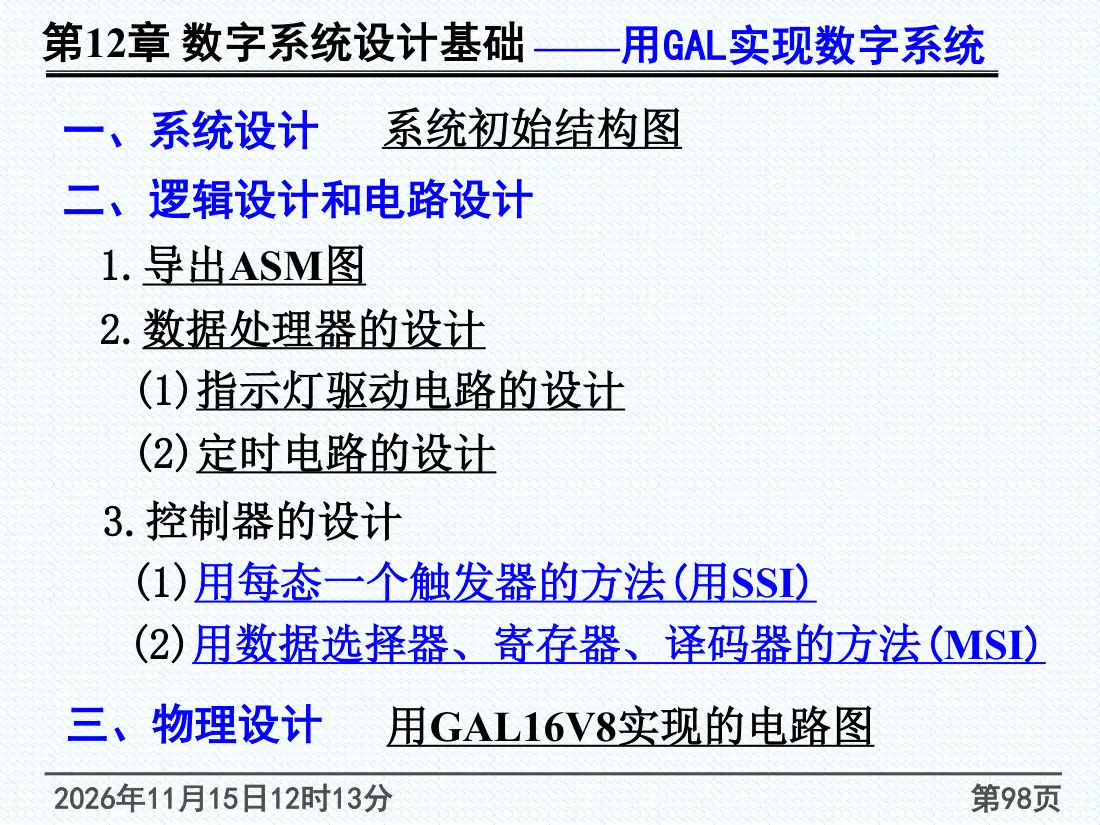 第12章 数字系统设计基础 ——用GAL实现数字系统
一、系统设计 系统初始结构图
二、逻辑设计和电路设计
1.导出ASM图
2.数据处理器的设计
(1)指示灯驱动电路的设计
(2)定时电路的设计
3.控制器的设计
(1)用每态一个触发器的方法(用SSI)
(2)用数据选择器、寄存器、译码器的方法(MSI)
三、物理设计 用GAL16V8实现的电路图
2026年11月15日12时13分 第98页